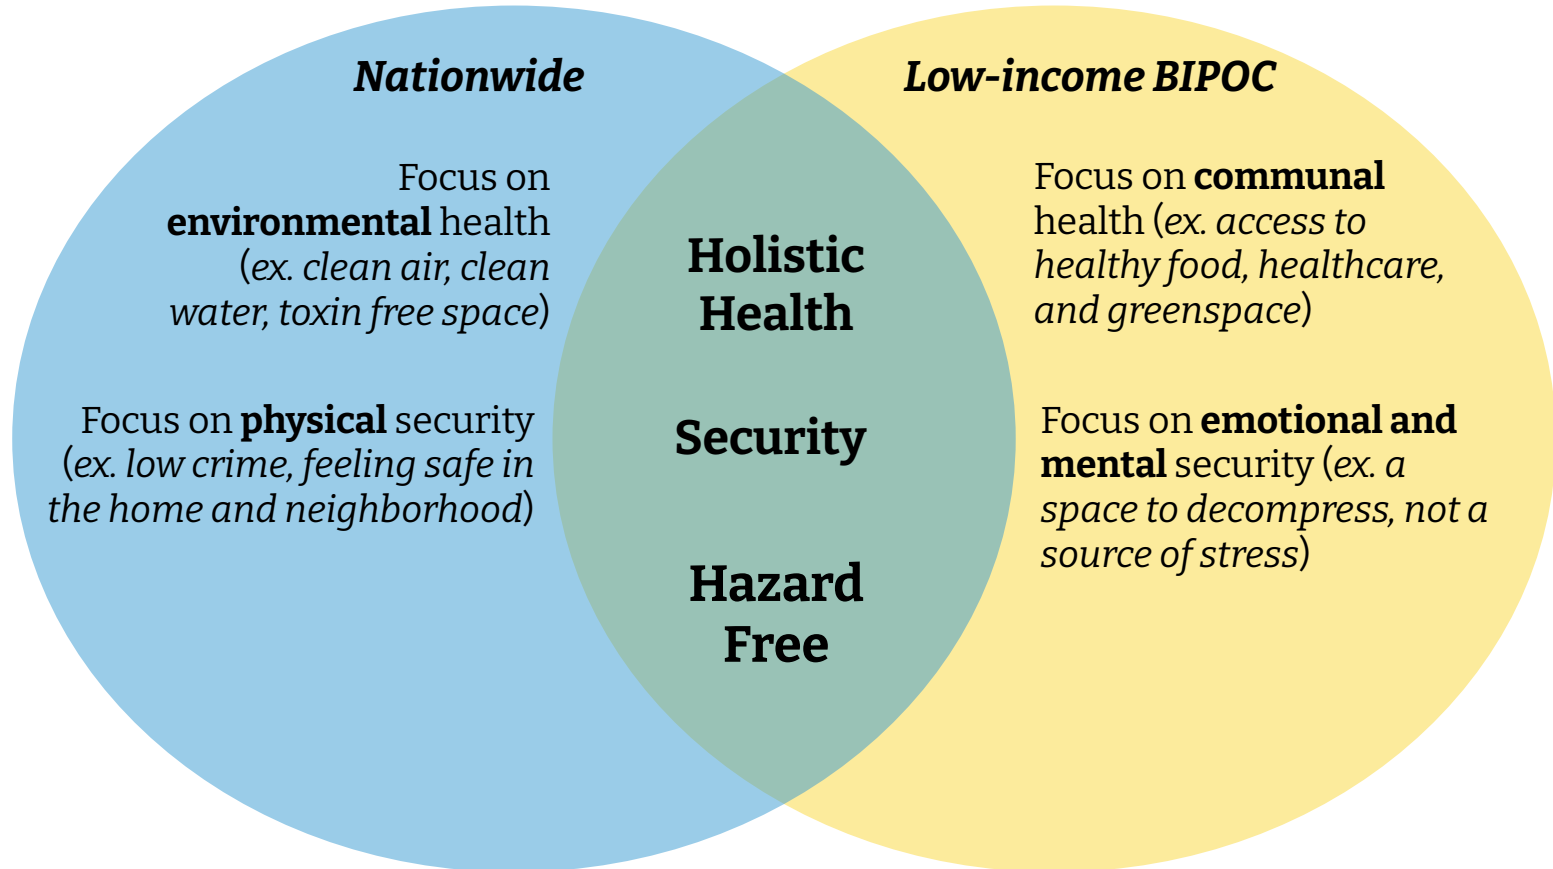 Nationwide
Focus on
environmental health
(ex. clean air, clean
water, toxin free space)
Focus on physical security
(ex. low crime, feeling safe in
the home and neighborhood)
Holistic
Health
Security
Hazard
Free
Low-income BIPOC
Focus on communal
health (ex. access to
healthy food, healthcare,
and greenspace)
Focus on emotional and
mental security (ex. a
space to decompress, not a
source of stress)